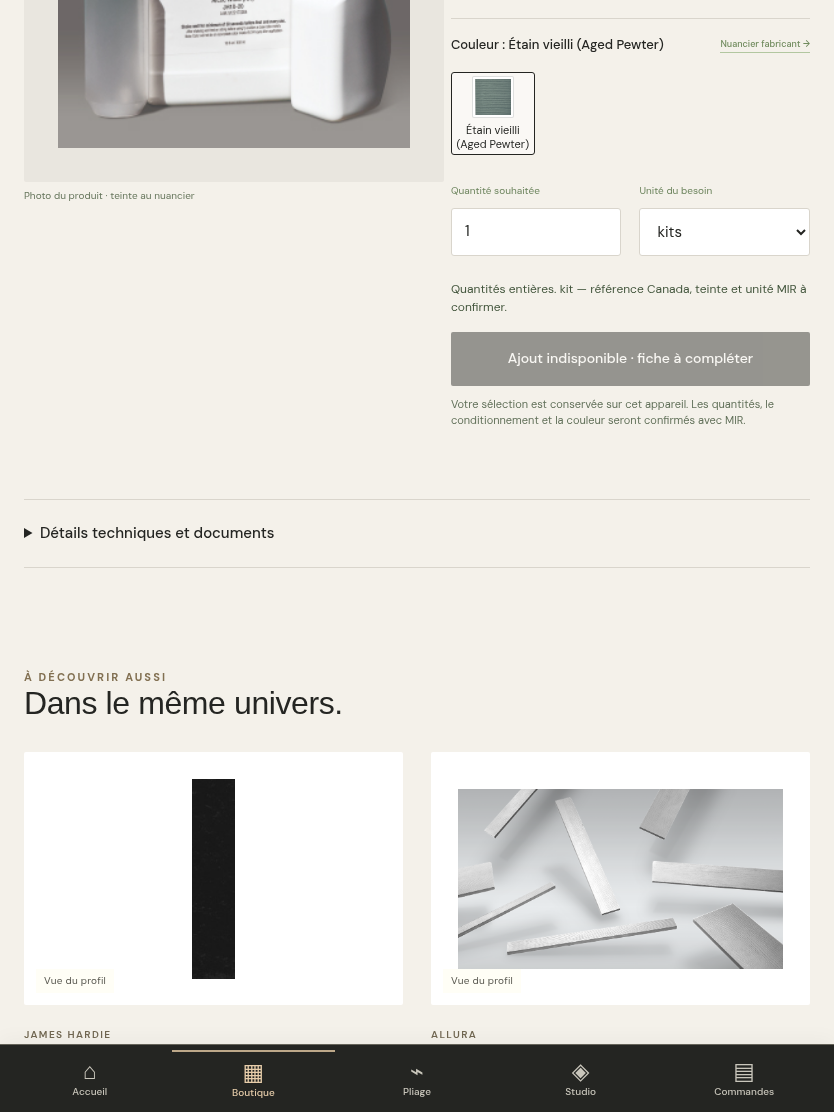 Couleur : Étain vieilli (Aged Pewter)
Nuancier fabricant →
Étain vieilli
(Aged Pewter)
Photo du produit · teinte au nuancier
Quantité souhaitée
Unité du besoin
1
kits
Quantités entières. kit — référence Canada, teinte et unité MIR à
confirmer.
Ajout indisponible · fiche à compléter
Votre sélection est conservée sur cet appareil. Les quantités, le
conditionnement et la couleur seront confirmés avec MIR.
Détails techniques et documents
À DÉCOUVRIR AUSSI
Dans le même univers.
Vue du profil
Vue du profil
JAMES HARDIE
ALLURA
Accueil
Boutique
Pliage
Studio
Commandes